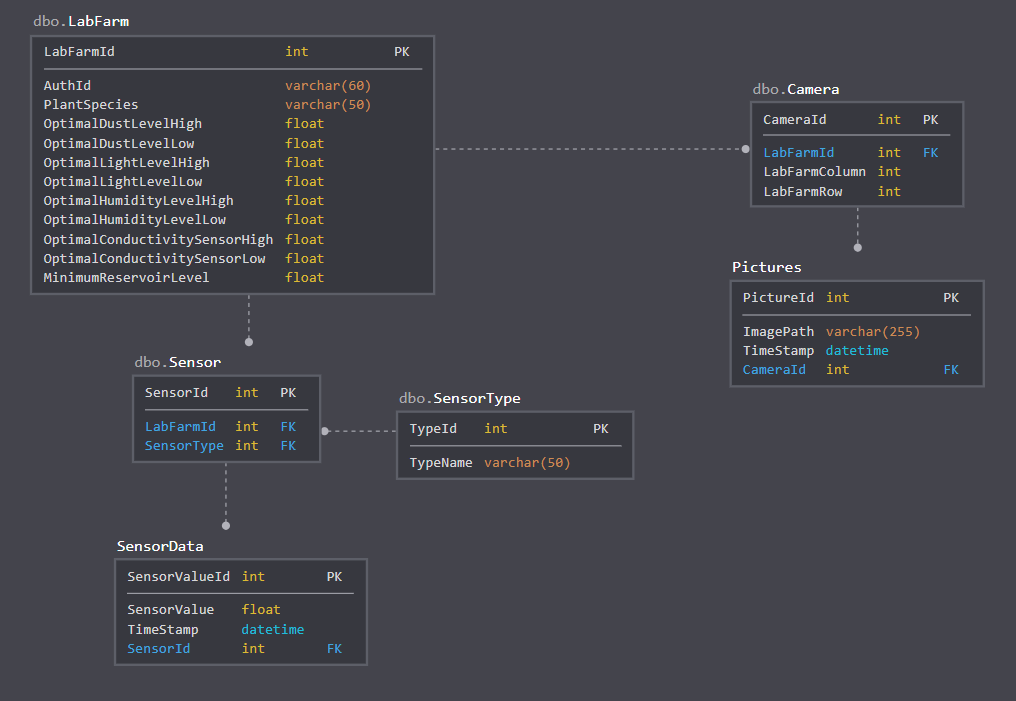 dbo.LabFarm
LabFarmId int PK
AuthId varchar(60)
PlantSpecies varchar(50)
OptimalDustLevelHigh float
OptimalDustLevelLow float
OptimalLightLevelHigh float
OptimalLightLevelLow float
OptimalHumidityLevelHigh float
OptimalHumidityLevelLow float
OptimalConductivitySensorHigh float
OptimalConductivitySensorLow float
MinimumReservoirLevel float
dbo.Camera
CameraId int PK
LabFarmId int FK
LabFarmColumn int
LabFarmRow int
Pictures
PictureId int PK
ImagePath varchar(255)
TimeStamp datetime
CameraId int FK
dbo.Sensor
SensorId int PK
LabFarmId int FK
SensorType int FK
dbo.SensorType
TypeId int PK
TypeName varchar(50)
SensorData
SensorValueId int PK
SensorValue float
TimeStamp datetime
SensorId int FK